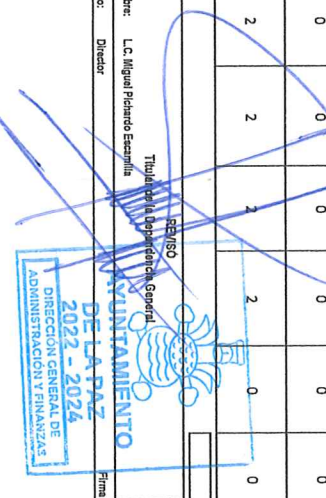 0 0 0 0 0 0
2 2 2 2 0 0
REVISÓ
Titular de la Dependencia General
bre: L.C. Miguel Pichardo Escamilla
o: Director
Firma
AYUNTAMIENTO
DE LA PAZ
2022 - 2024
DIRECCIÓN GENERAL DE
ADMINISTRACIÓN Y FINANZAS